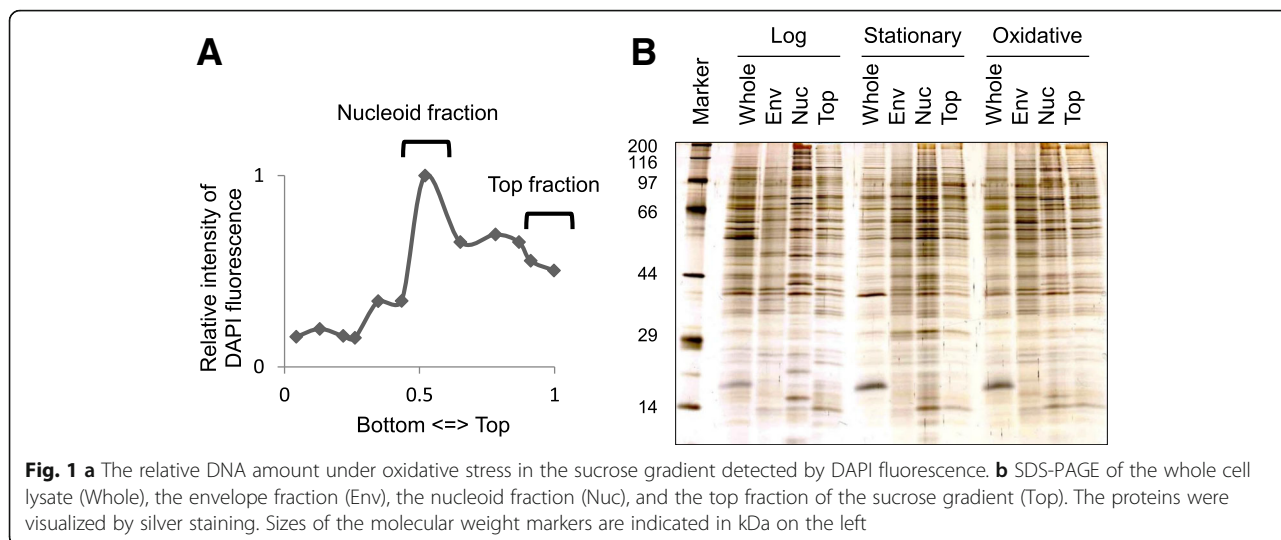 A
Nucleoid fraction
Top fraction
Relative intensity of
DAPI fluorescence
1
0
0
0.5
1
Bottom <=> Top
B
Log
Stationary
Oxidative
Marker
Whole
Env
Nuc
Top
Whole
Env
Nuc
Top
Whole
Env
Nuc
Top
200
116
97
66
44
29
14
Fig. 1 a The relative DNA amount under oxidative stress in the sucrose gradient detected by DAPI fluorescence. b SDS-PAGE of the whole cell
lysate (Whole), the envelope fraction (Env), the nucleoid fraction (Nuc), and the top fraction of the sucrose gradient (Top). The proteins were
visualized by silver staining. Sizes of the molecular weight markers are indicated in kDa on the left